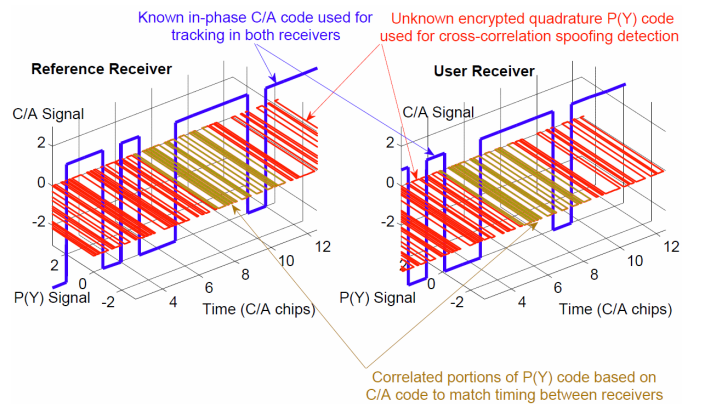 Known in-phase C/A code used for
tracking in both receivers
Unknown encrypted quadrature P(Y) code
used for cross-correlation spoofing detection
Reference Receiver
C/A Signal
2
0
-2
2
0
-2
P(Y) Signal
4
6
8
10
12
Time (C/A chips)
User Receiver
C/A Signal
2
0
-2
2
0
-2
P(Y) Signal
4
6
8
10
12
Time (C/A chips)
Correlated portions of P(Y) code based on
C/A code to match timing between receivers